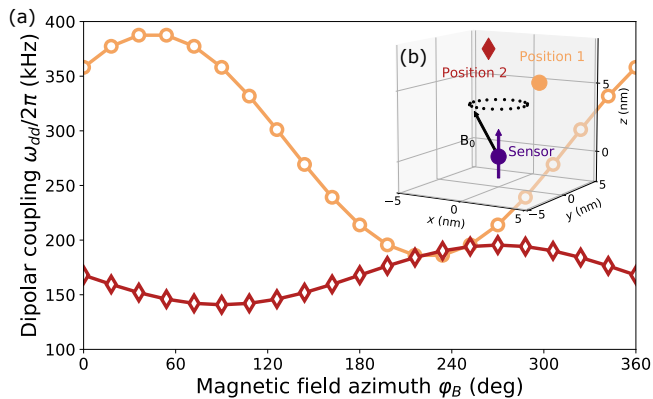 (a)
400
350
300
250
200
150
100
0
60
120
180
240
300
360
Dipolar coupling ω_dd/2π (kHz)
Magnetic field azimuth φ_B (deg)
(b)
Position 1
Position 2
B_0
Sensor
−5
0
5
x (nm)
−5
0
5
y (nm)
0
5
z (nm)